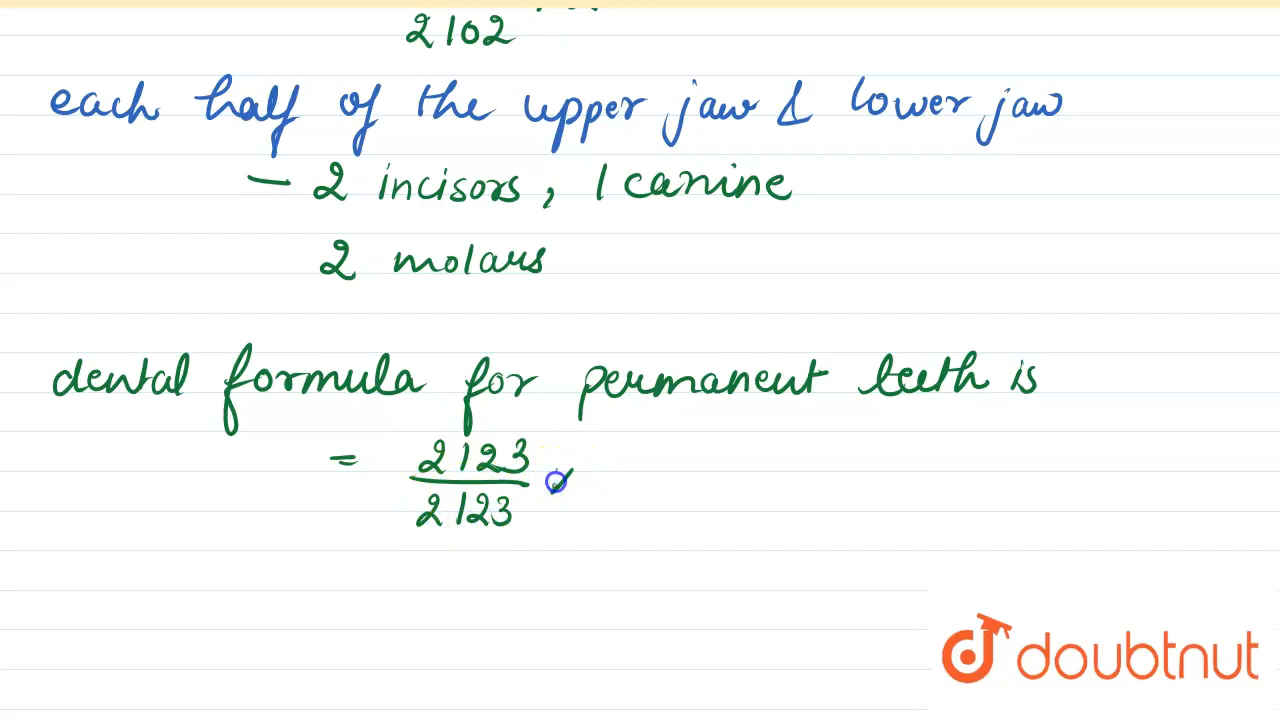 2102
each half of the upper jaw & lower jaw
- 2 incisors, 1 canine
2 molars
dental formula for permanent teeth is
= 2123
2123
doubtnut